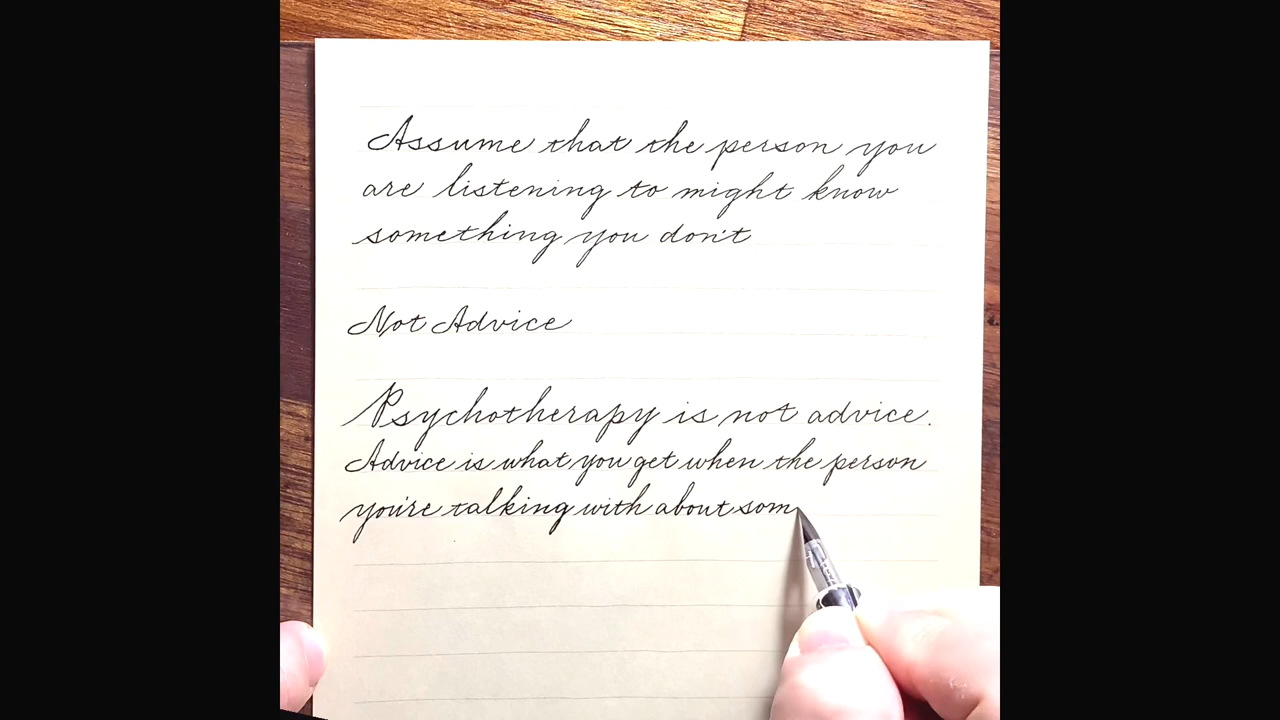 Assume that the person you
are listening to might know
something you don't
Not Advice
Psychotherapy is not advice.
Advice is what you get when the person
you're talking with about som